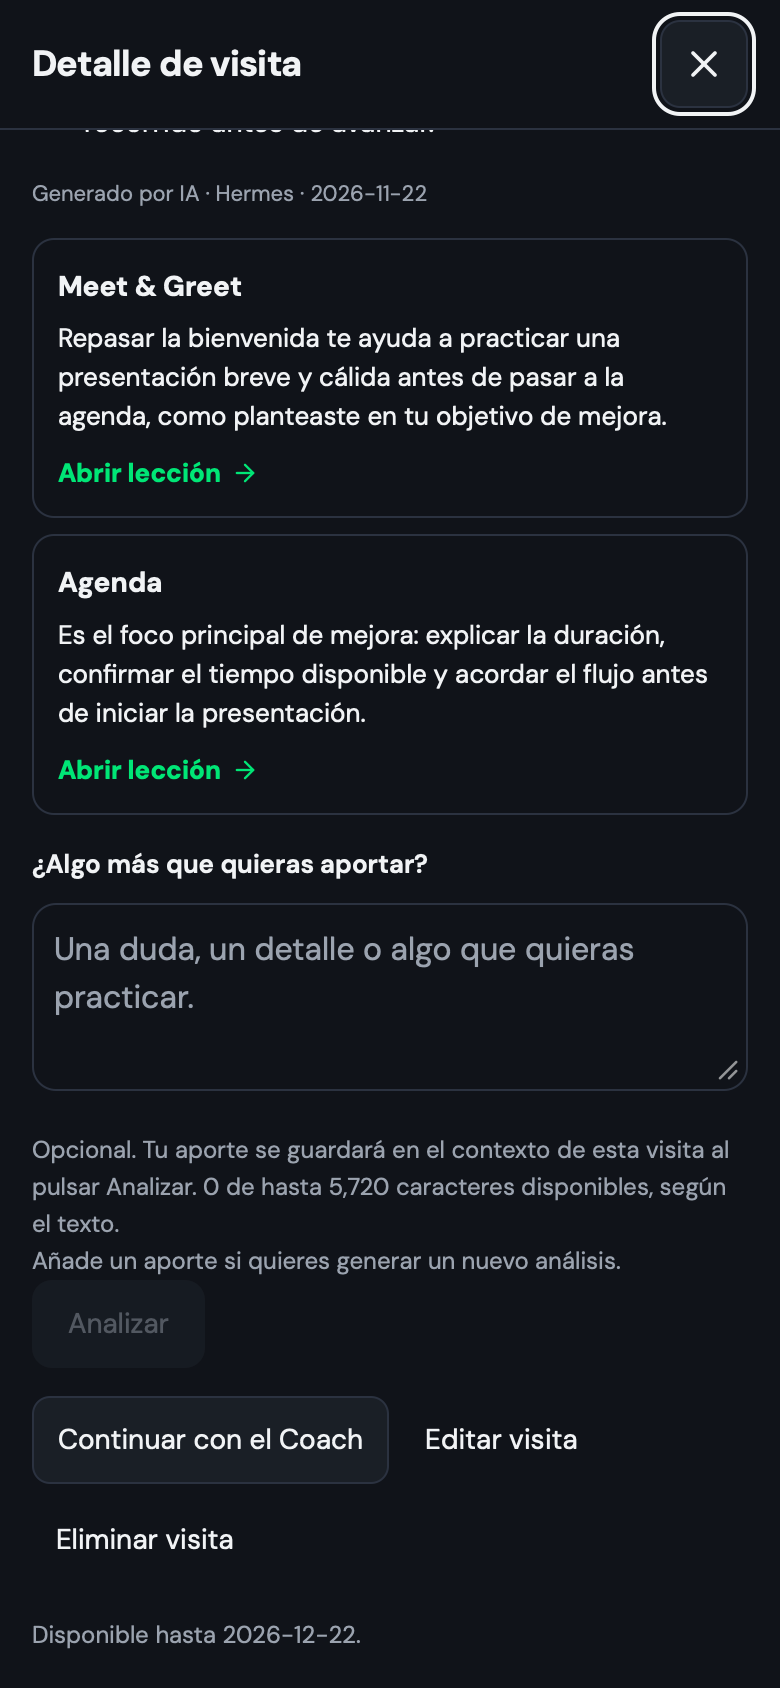 Detalle de visita
recorrido antes de avanzar.
Generado por IA · Hermes · 2026-11-22
Meet & Greet
Repasar la bienvenida te ayuda a practicar una
presentación breve y cálida antes de pasar a la
agenda, como planteaste en tu objetivo de mejora.
Abrir lección →
Agenda
Es el foco principal de mejora: explicar la duración,
confirmar el tiempo disponible y acordar el flujo antes
de iniciar la presentación.
Abrir lección →
¿Algo más que quieras aportar?
Una duda, un detalle o algo que quieras
practicar.
Opcional. Tu aporte se guardará en el contexto de esta visita al
pulsar Analizar. 0 de hasta 5,720 caracteres disponibles, según
el texto.
Añade un aporte si quieres generar un nuevo análisis.
Analizar
Continuar con el Coach
Editar visita
Eliminar visita
Disponible hasta 2026-12-22.